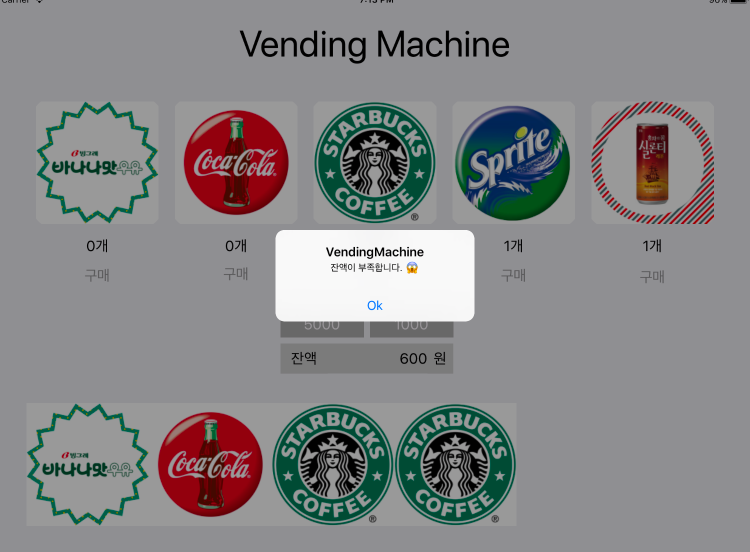 Carrier
7:13 PM
96%
Vending Machine
빙그레
바나나맛우유
Coca-Cola
STARBUCKS
COFFEE
®
Sprite
실론티
0개
0개
1개
1개
구매
구매
구매
구매
VendingMachine
잔액이 부족합니다. 😱
Ok
5000
1000
잔액
600 원
빙그레
바나나맛우유
Coca-Cola
STARBUCKS
COFFEE
®
STARBUCKS
COFFEE
®